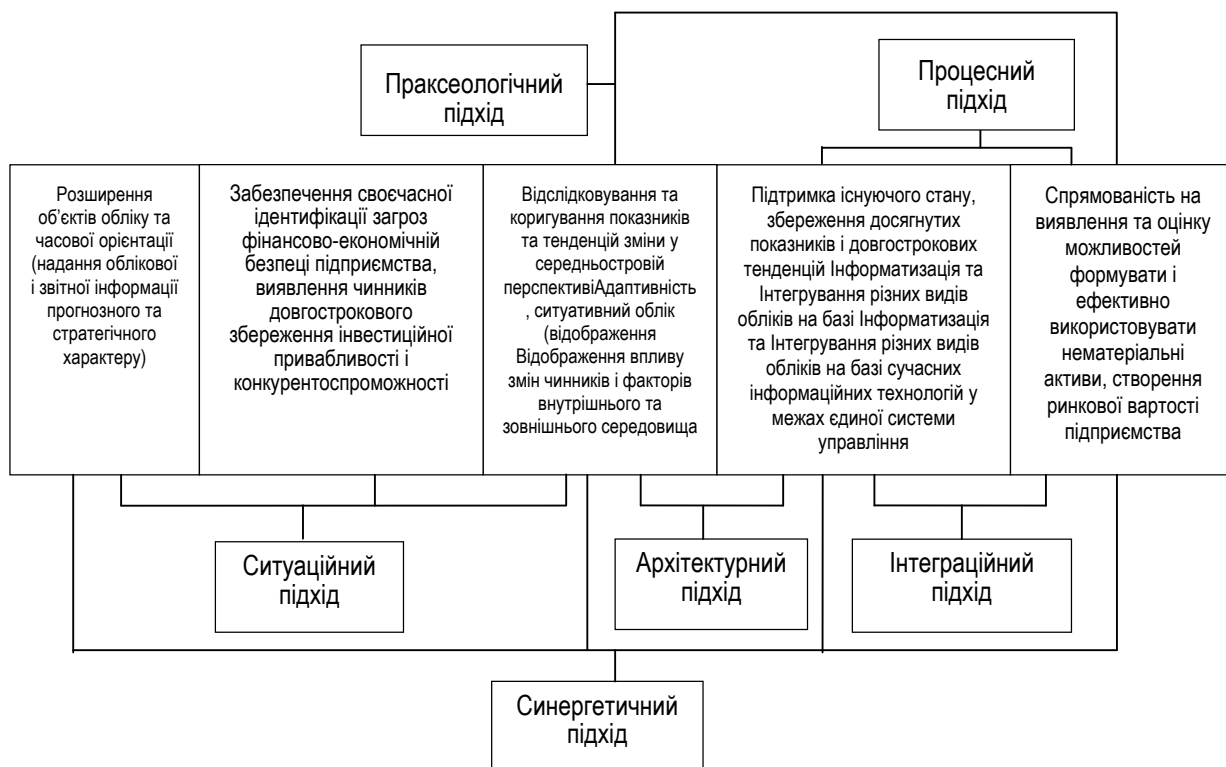 Праксеологічний
підхід
Процесний
підхід
Розширення
об’єктів обліку та
часової орієнтації
(надання облікової
і звітної інформації
прогнозного та
стратегічного
характеру)
Забезпечення своєчасної
ідентифікації загроз
фінансово-економічній
безпеці підприємства,
виявлення чинників
довгострокового
збереження інвестиційної
привабливості і
конкурентоспроможності
Відслідковування та
коригування показників
та тенденцій зміни у
середньостровій
перспективіАдаптивність
, ситуативний облік
(відображення
Відображення впливу
змін чинників і факторів
внутрішнього та
зовнішнього середовища
Підтримка існуючого стану,
збереження досягнутих
показників і довгострокових
тенденцій Інформатизація та
Інтегрування різних видів
обліків на базі Інформатизація
та Інтегрування різних видів
обліків на базі сучасних
інформаційних технологій у
межах єдиної системи
управління
Спрямованість на
виявлення та оцінку
можливостей
формувати і
ефективно
використовувати
нематеріальні
активи, створення
ринкової вартості
підприємства
Ситуаційний
підхід
Архітектурний
підхід
Інтеграційний
підхід
Синергетичний
підхід